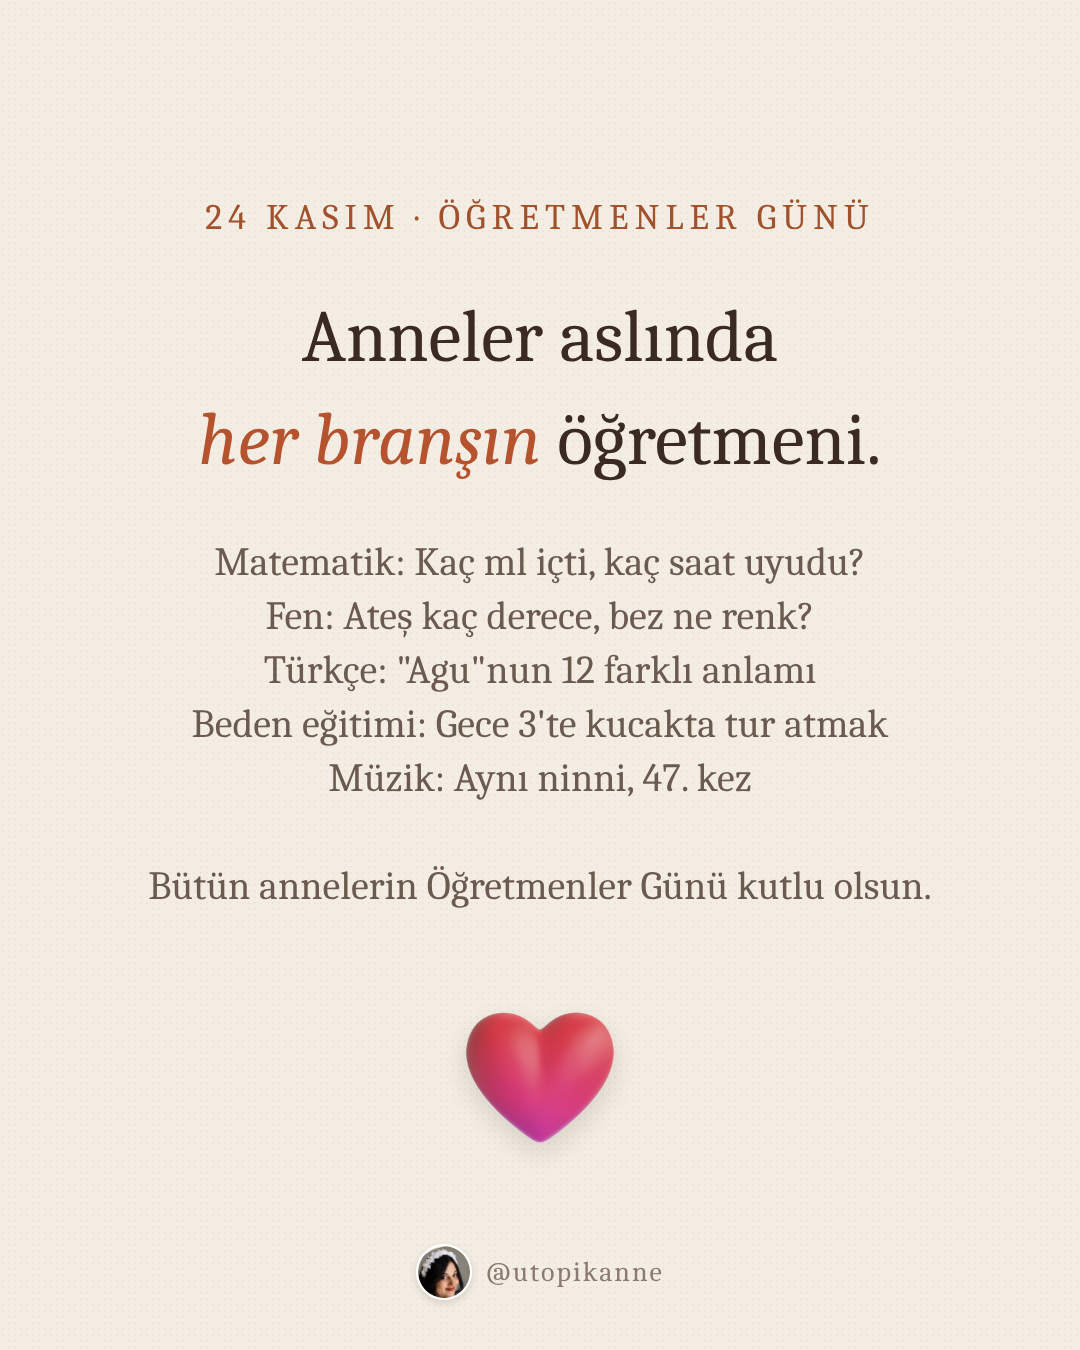 24 KASIM · ÖĞRETMENLER GÜNÜ
Anneler aslında
her branşın öğretmeni.
Matematik: Kaç ml içti, kaç saat uyudu?
Fen: Ateş kaç derece, bez ne renk?
Türkçe: "Agu"nun 12 farklı anlamı
Beden eğitimi: Gece 3'te kucakta tur atmak
Müzik: Aynı ninni, 47. kez
Bütün annelerin Öğretmenler Günü kutlu olsun.
@utopikanne